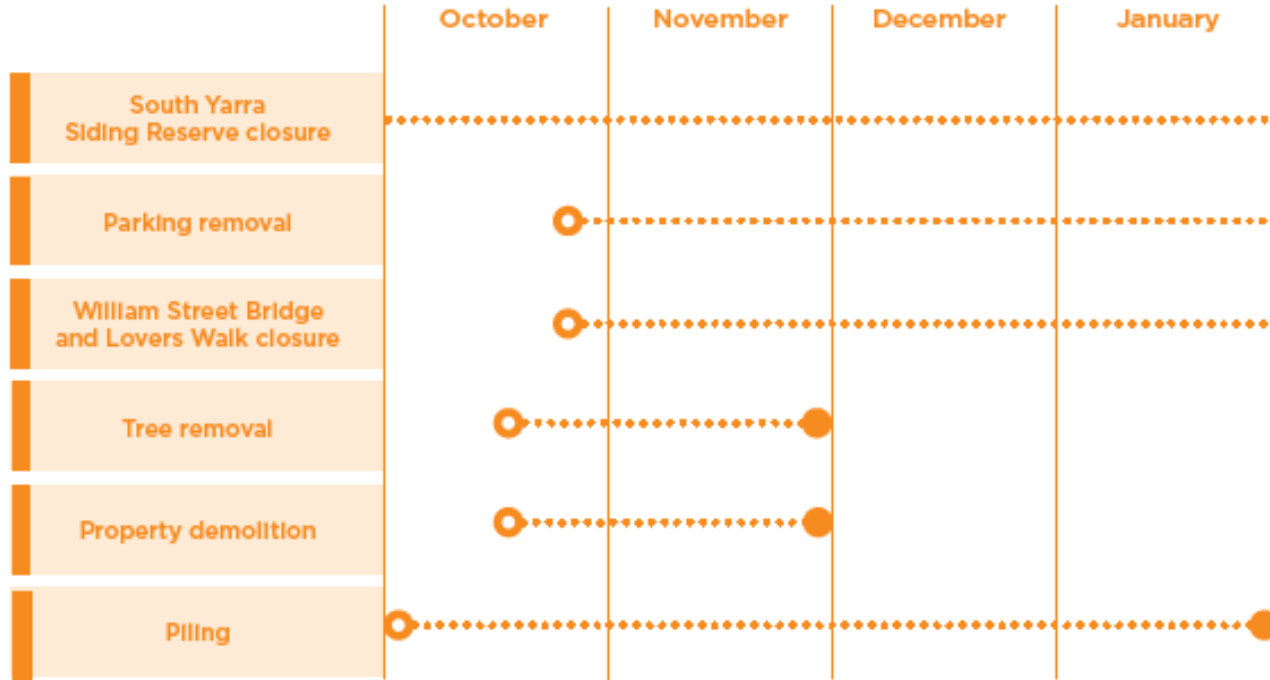 October
November
December
January
South Yarra
Siding Reserve closure
Parking removal
William Street Bridge
and Lovers Walk closure
Tree removal
Property demolition
Piling